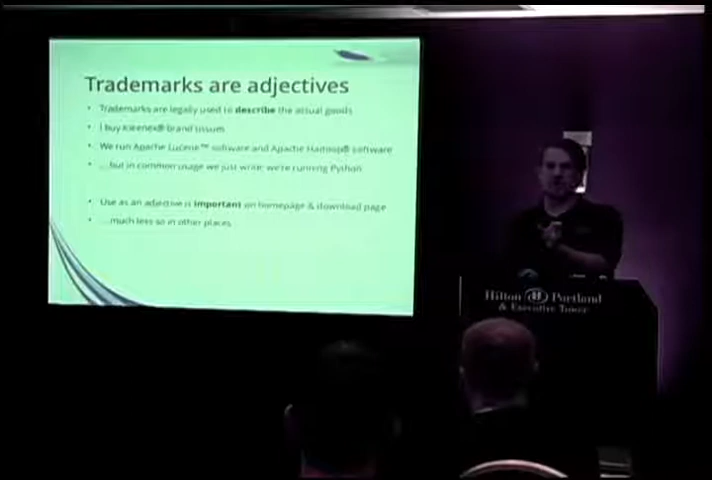 Trademarks are adjectives
• Trademarks are legally used to describe the actual goods
• I buy Kleenex® brand tissues
• We run Apache Lucene™ software and Apache Hadoop® software
• ...but in common usage we just write: we're running Python
• Use as an adjective is important on homepage & download page
• ...much less so in other places
Hilton Portland
& Executive Tower